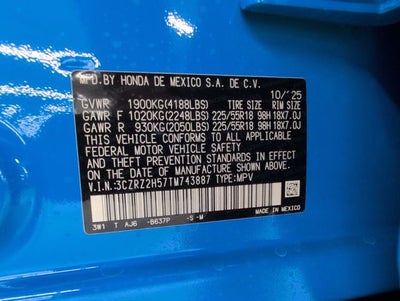 MFD.BY HONDA DE MEXICO S.A. DE C.V.
10/'25
GVWR 1900KG(4188LBS) TIRE SIZE RIM SIZE
GAWR F 1020KG(2248LBS) 225/55R18 98H 18X7.0J
GAWR R 930KG(2050LBS) 225/55R18 98H 18X7.0J
THIS VEHICLE CONFORMS TO ALL APPLICABLE
FEDERAL MOTOR VEHICLE SAFETY
STANDARDS IN EFFECT ON THE
DATE OF MANUFACTURE SHOWN ABOVE.
V.I.N:3CZRZ2H57TM743887 TYPE:MPV
MADE IN MEXICO
3W1 T AJ6 -B637P -S -M